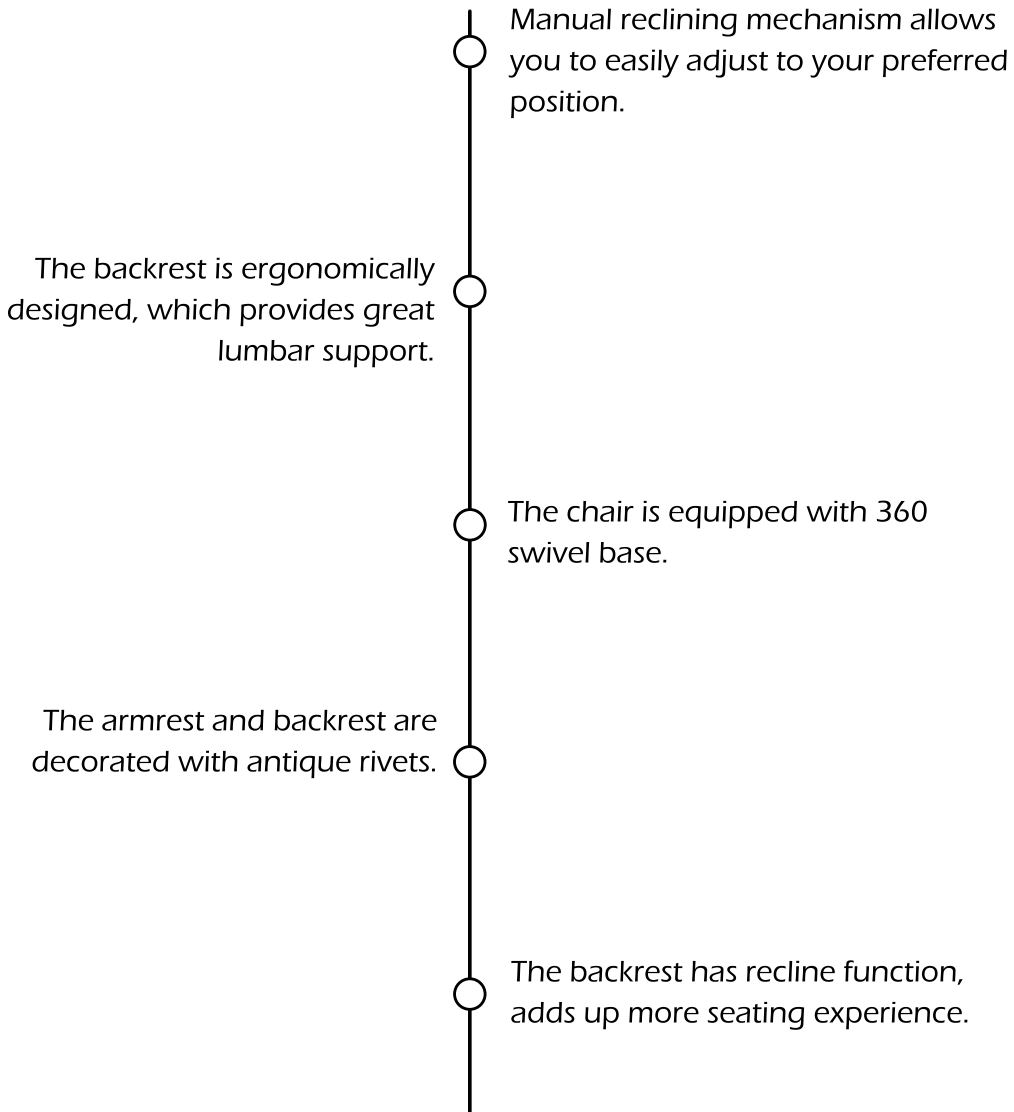 Manual reclining mechanism allows
you to easily adjust to your preferred
position.
The backrest is ergonomically
designed, which provides great
lumbar support.
The chair is equipped with 360
swivel base.
The armrest and backrest are
decorated with antique rivets.
The backrest has recline function,
adds up more seating experience.